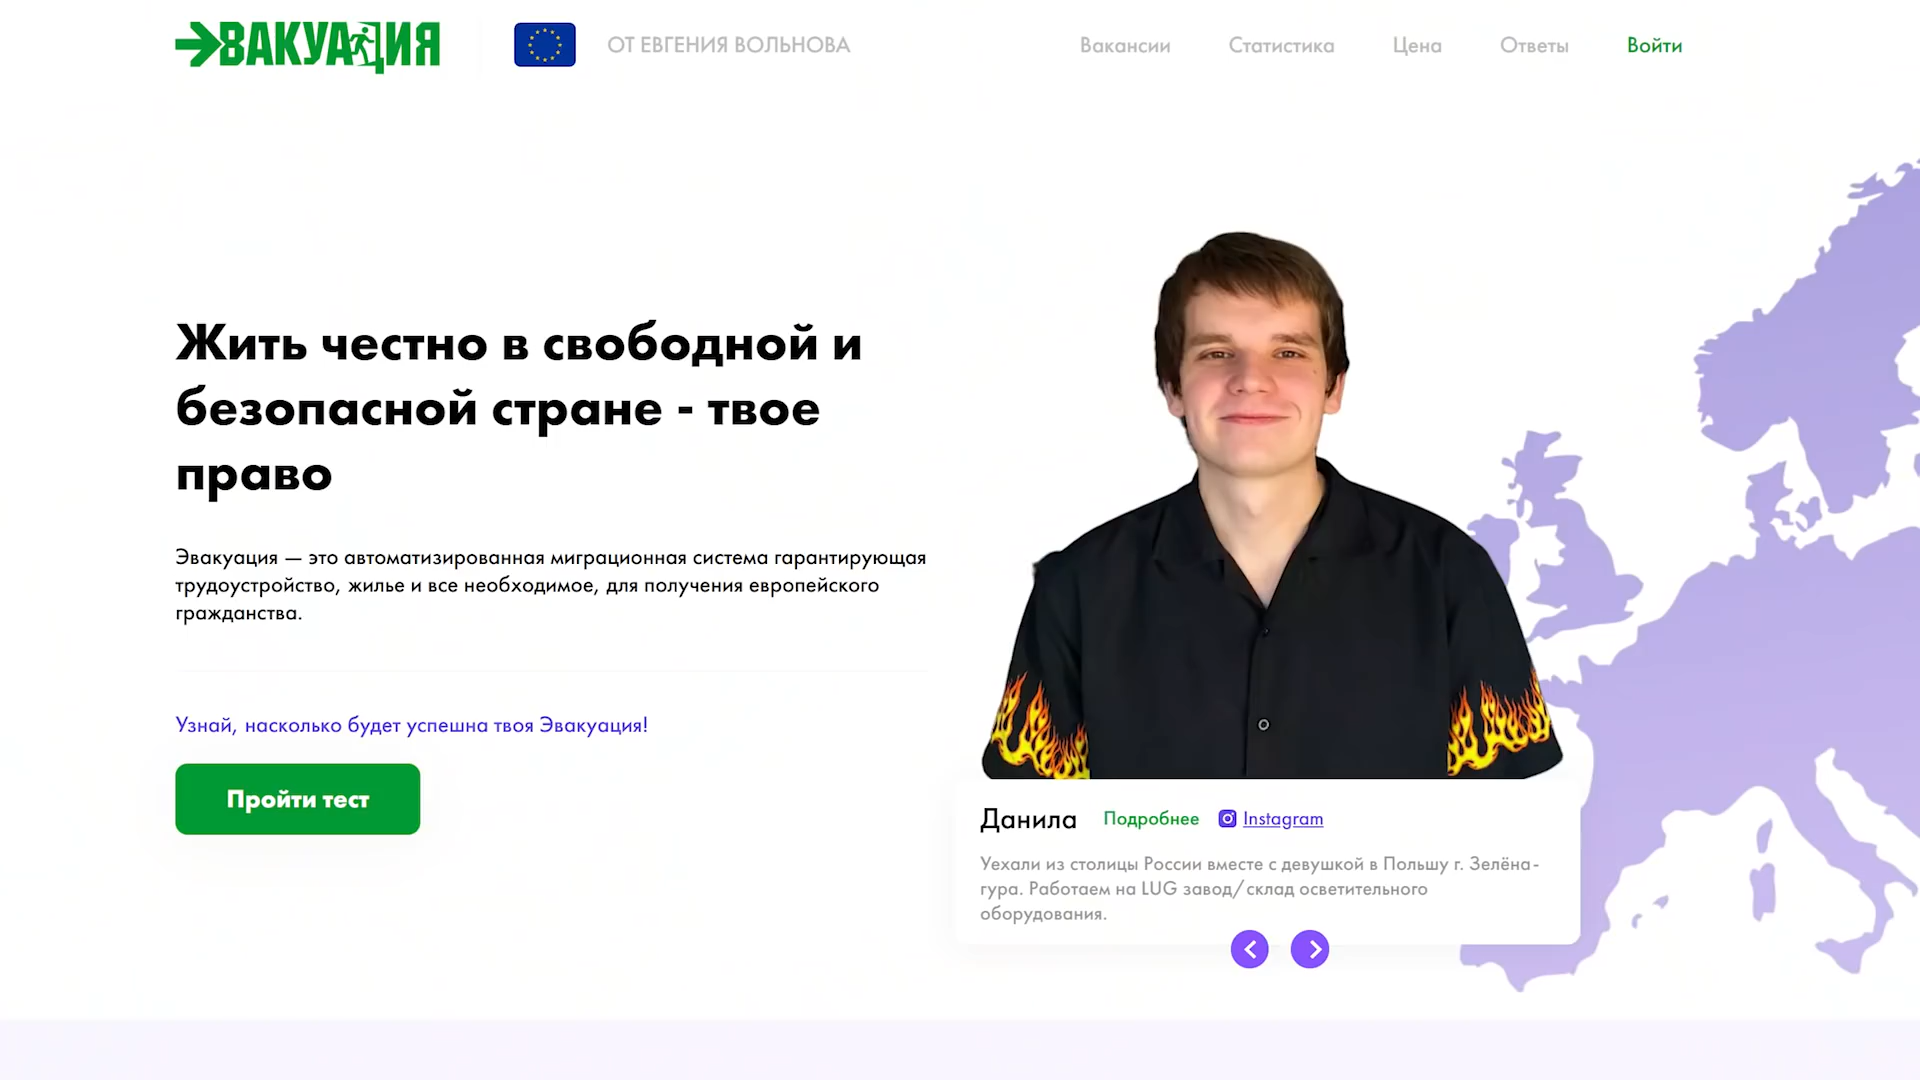 ЭВАКУАЦИЯ
ОТ ЕВГЕНИЯ ВОЛЬНОВА
Вакансии
Статистика
Цена
Ответы
Войти
Жить честно в свободной и
безопасной стране - твое
право
Эвакуация — это автоматизированная миграционная система гарантирующая
трудоустройство, жилье и все необходимое, для получения европейского
гражданства.
Узнай, насколько будет успешна твоя Эвакуация!
Пройти тест
Данила
Подробнее
Instagram
Уехали из столицы России вместе с девушкой в Польшу г. Зелёна-
гура. Работаем на LUG завод/склад осветительного
оборудования.